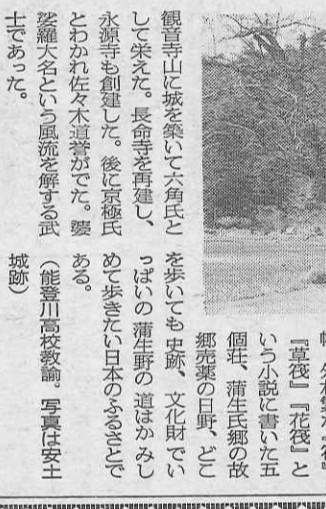 観音寺山に城を築いて六角氏と
して栄えた。長命寺を再建し、
永源寺も創建した。後に京極氏
とわかれ佐々木道誉がでた。婆
娑羅大名という風流を解する武
士であった。
『草筏』『花筏』と
いう小説に書いた五
個荘、蒲生氏郷の故
郷売薬の日野、どこ
を歩いても 史跡、文化財でい
っぱいの 蒲生野の 道はかみし
めて歩きたい日本のふるさとで
ある。
(能登川高校教諭。写真は安土
城跡)